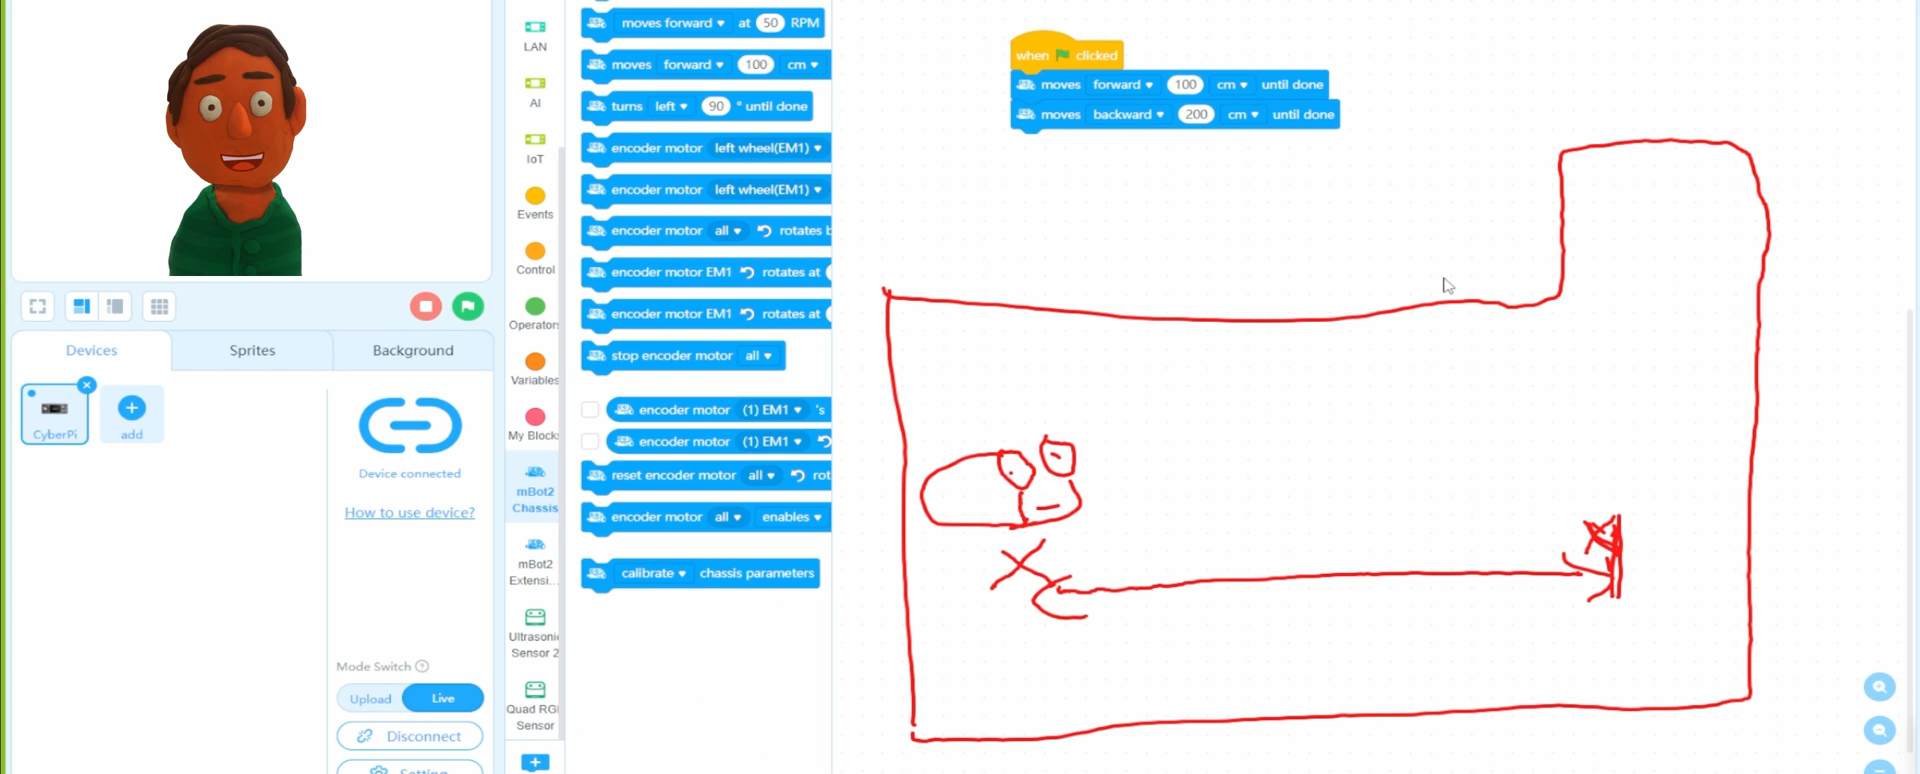 LAN
AI
IoT
Events
Control
Operators
Variables
My Blocks
mBot2
Chassis
mBot2
Extensi...
Ultrasonic
Sensor 2
Quad RGB
Sensor
moves forward at 50 RPM
moves forward 100 cm
turns left 90 ° until done
encoder motor left wheel(EM1)
encoder motor left wheel(EM1)
encoder motor all rotates b
encoder motor EM1 rotates at
encoder motor EM1 rotates at
stop encoder motor all
encoder motor (1) EM1 's
encoder motor (1) EM1
reset encoder motor all rot
encoder motor all enables
calibrate chassis parameters
when clicked
moves forward 100 cm until done
moves backward 200 cm until done
Devices Sprites Background
CyberPi
add
Device connected
How to use device?
Mode Switch ?
Upload Live
Disconnect
Setting